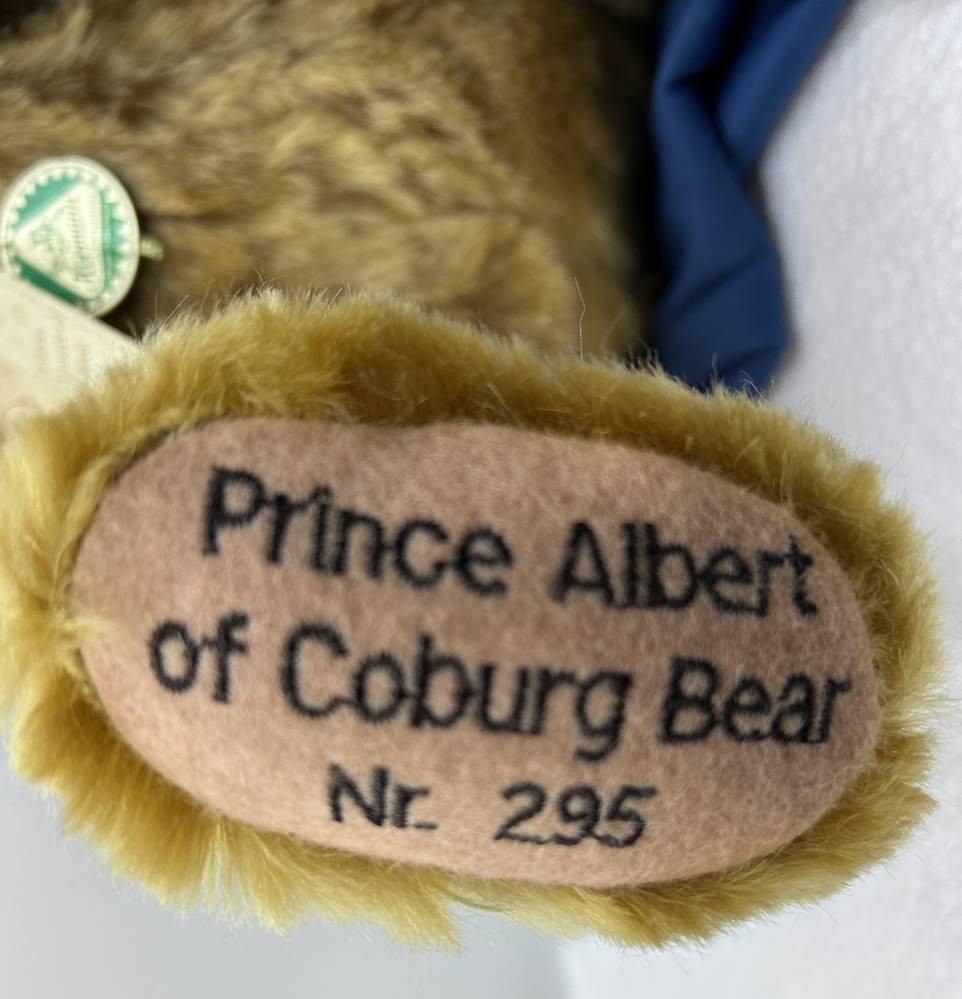 Prince Albert
of Coburg Bear
Nr. 295